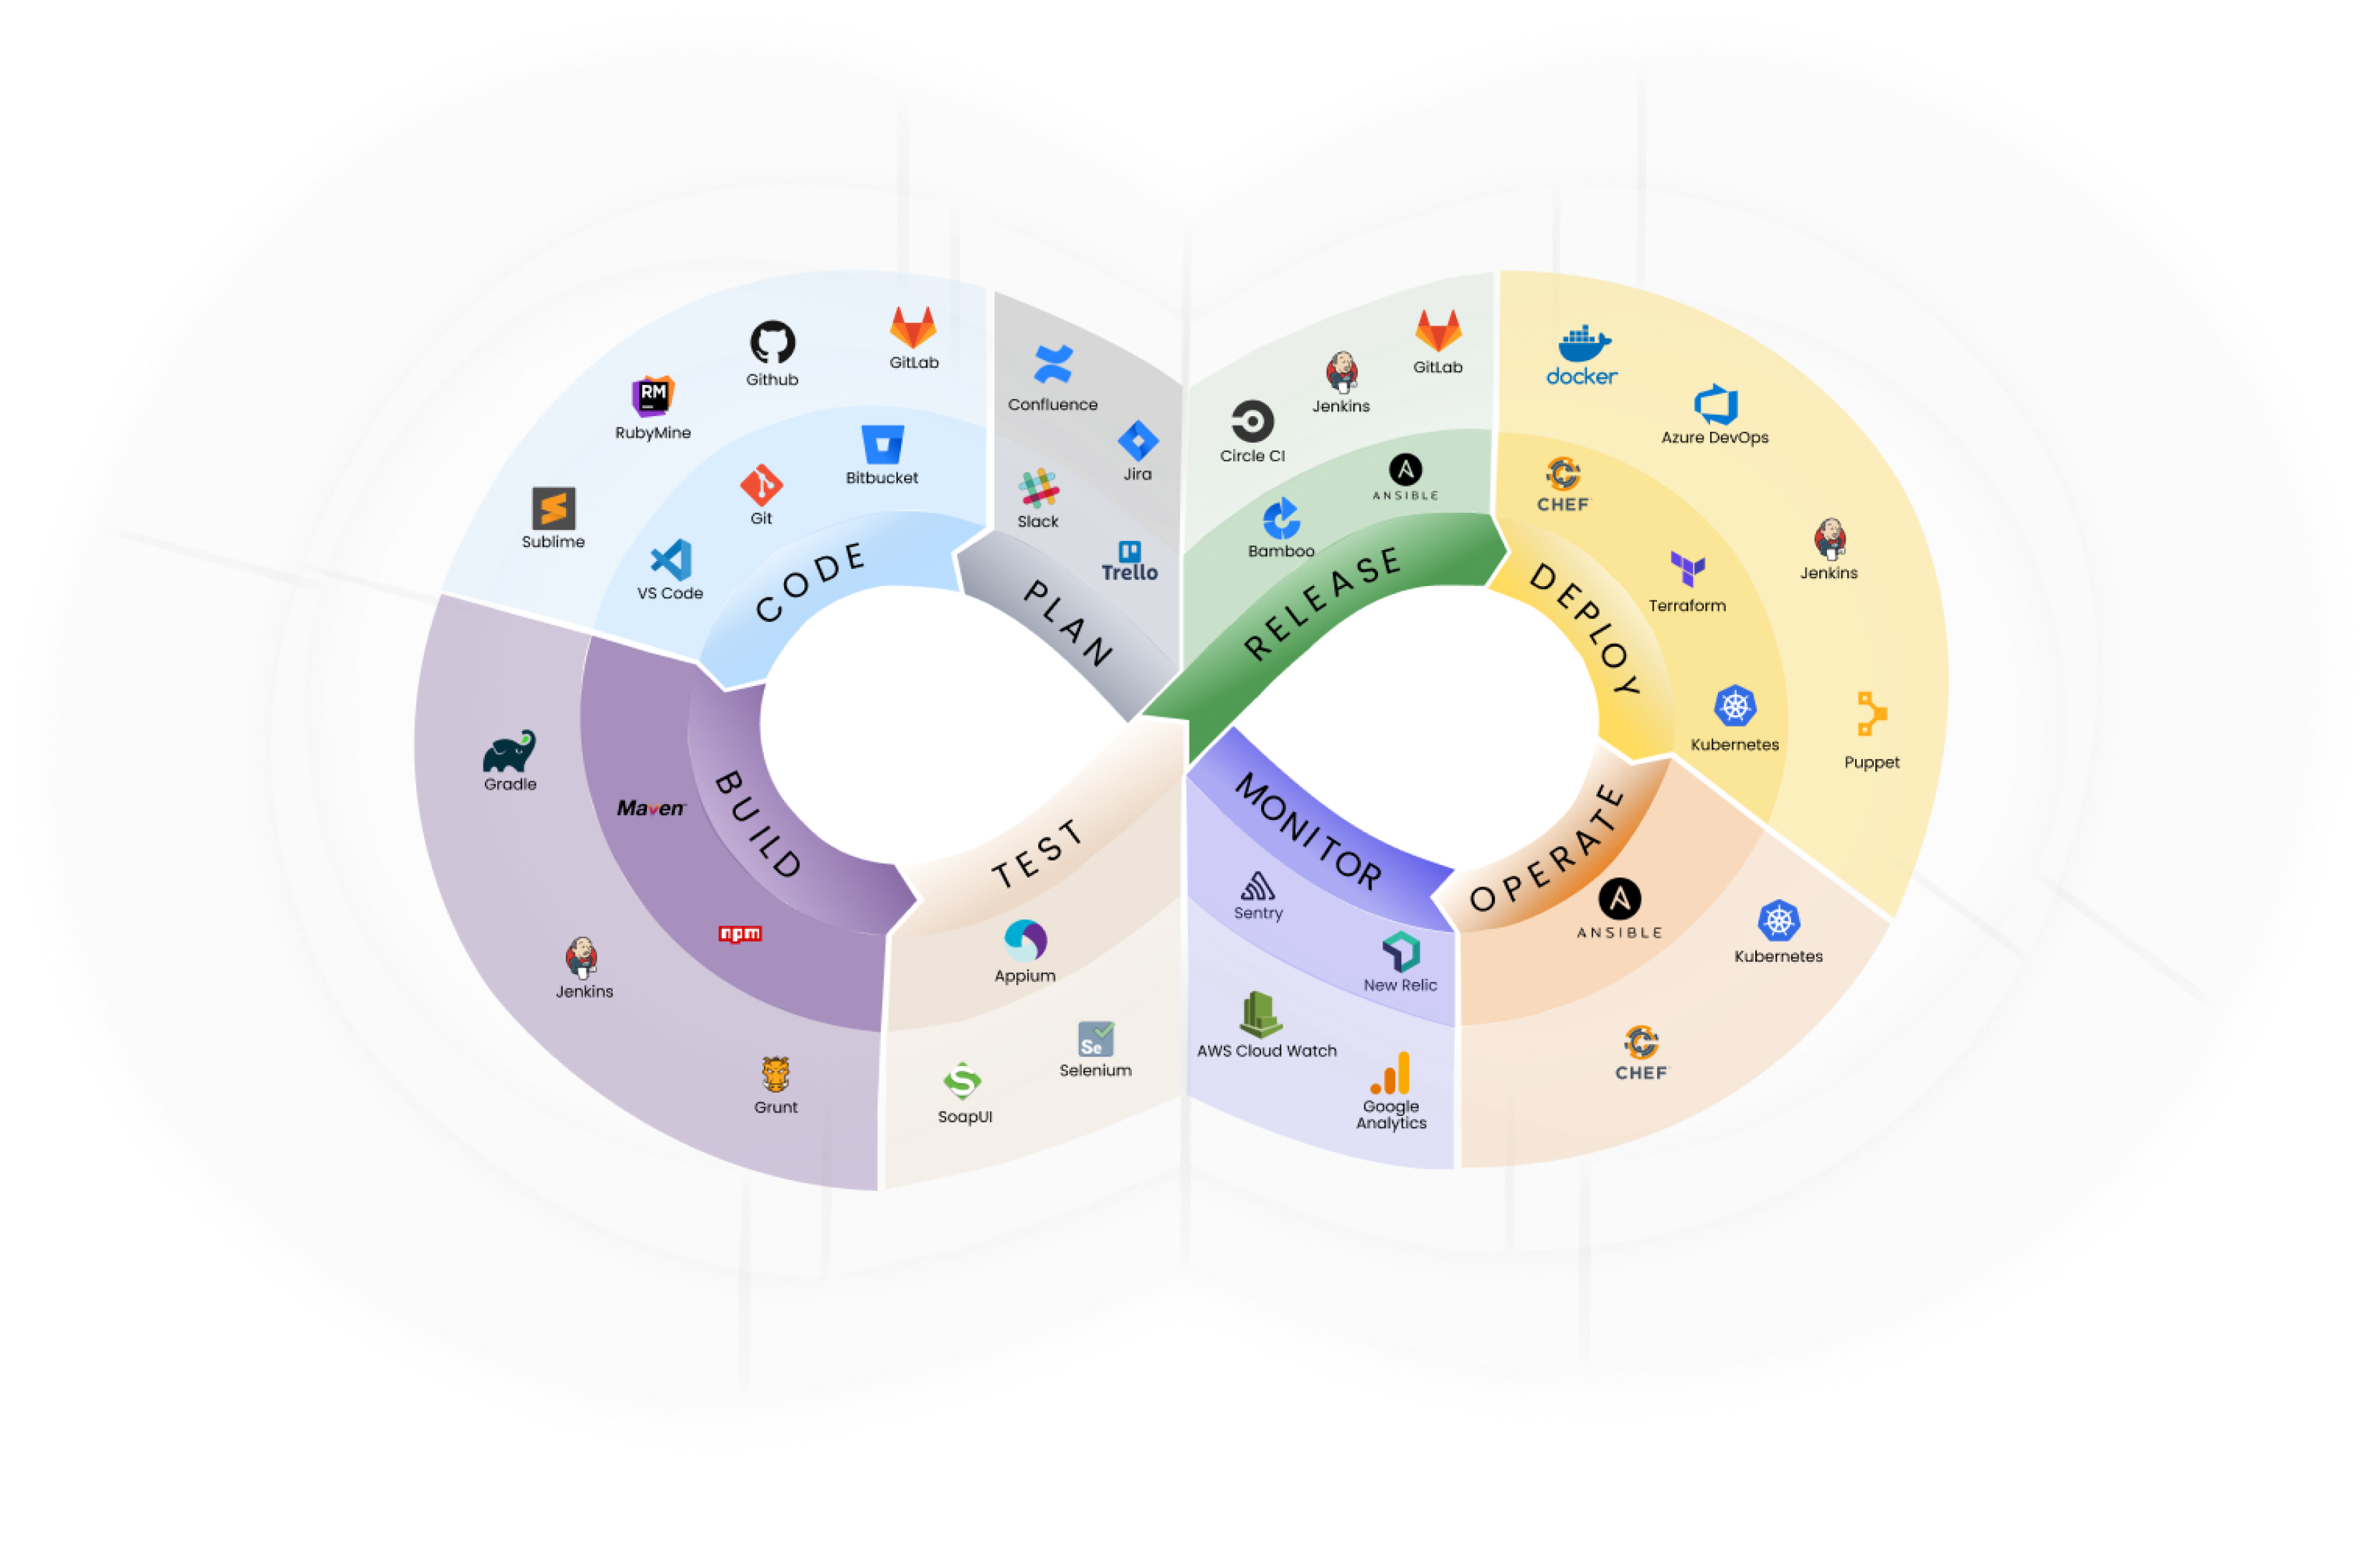 CODE
Sublime
RubyMine
Github
GitLab
VS Code
Git
Bitbucket
PLAN
Confluence
Jira
Slack
Trello
RELEASE
Circle CI
Jenkins
GitLab
Bamboo
ANSIBLE
DEPLOY
docker
Azure DevOps
Jenkins
Puppet
CHEF
Terraform
Kubernetes
OPERATE
ANSIBLE
Kubernetes
CHEF
MONITOR
Sentry
New Relic
AWS Cloud Watch
Google
Analytics
TEST
Appium
Selenium
Se
SoapUI
BUILD
Gradle
Maven
npm
Jenkins
Grunt
RM